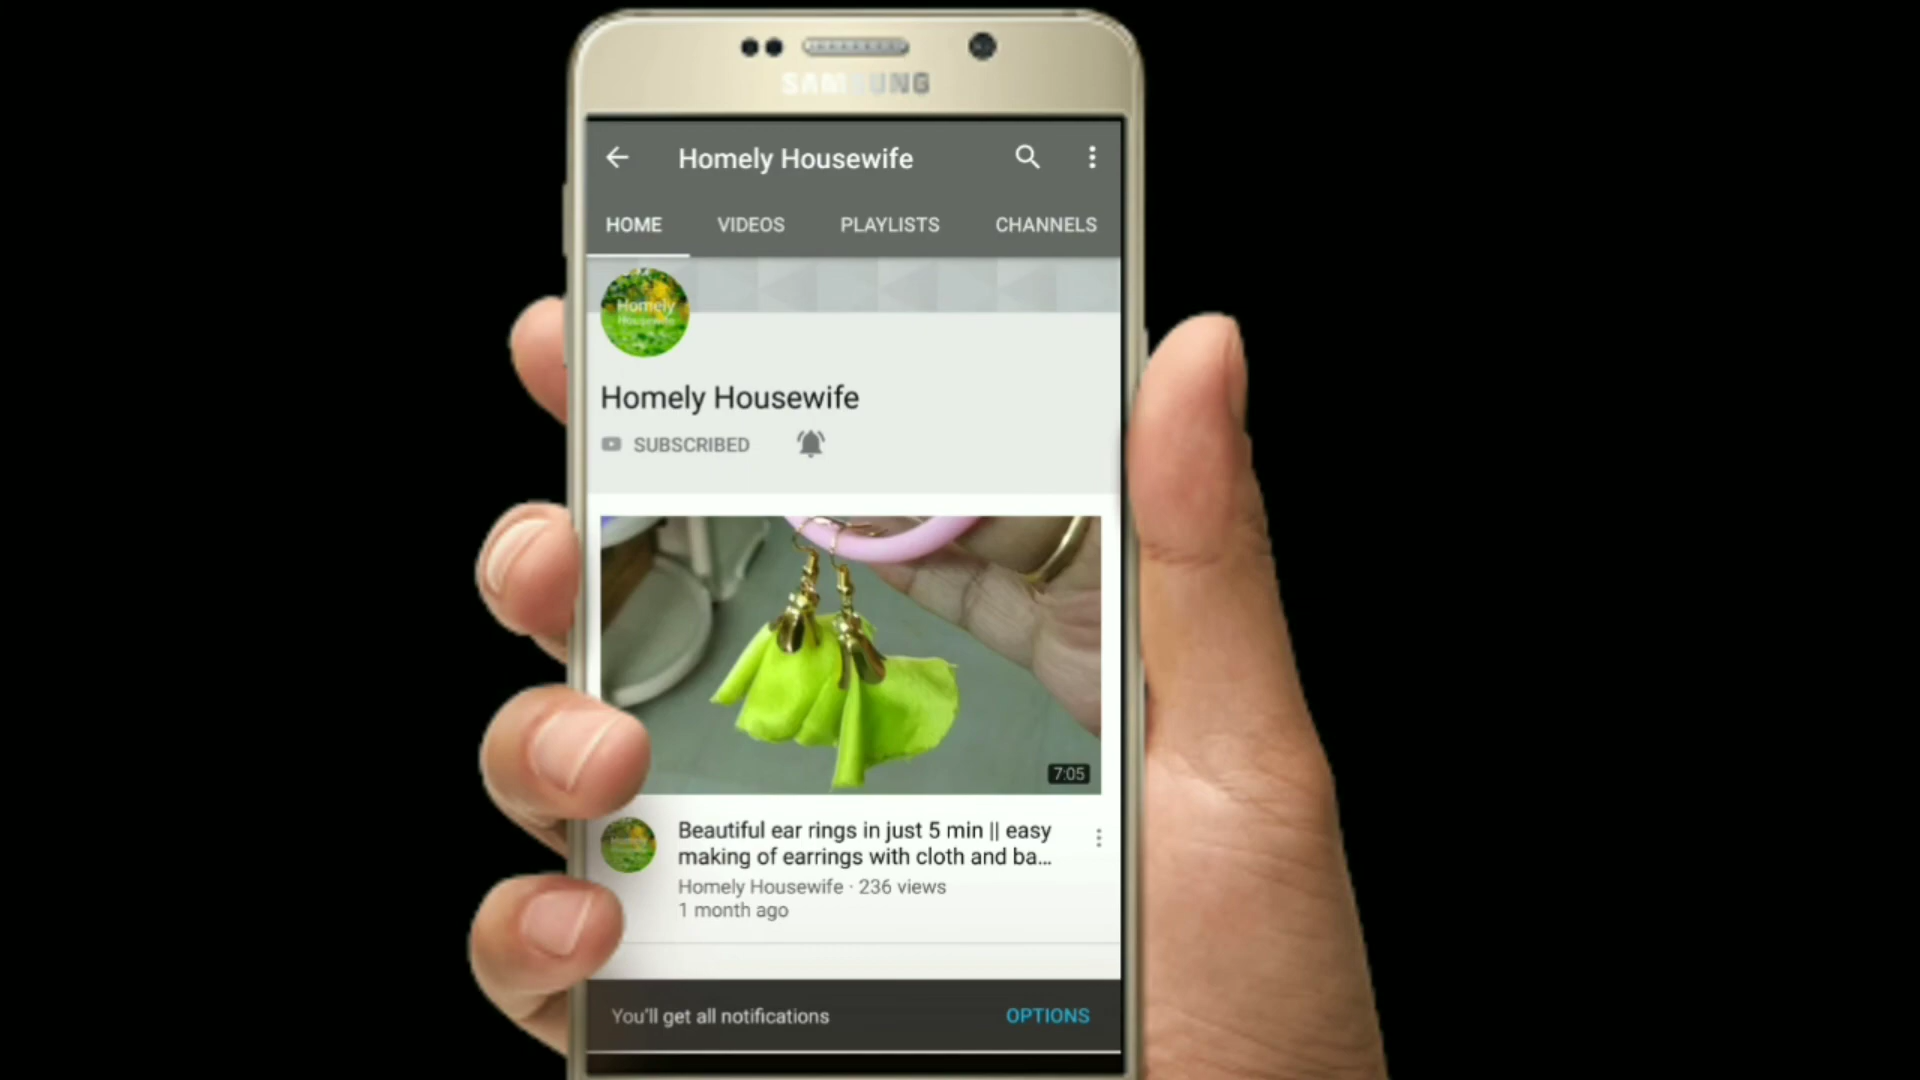 SAMSUNG
Homely Housewife
HOME VIDEOS PLAYLISTS CHANNELS
Homely
Housewife
Homely Housewife
SUBSCRIBED
7:05
Beautiful ear rings in just 5 min || easy
making of earrings with cloth and ba...
Homely Housewife · 236 views
1 month ago
You'll get all notifications OPTIONS